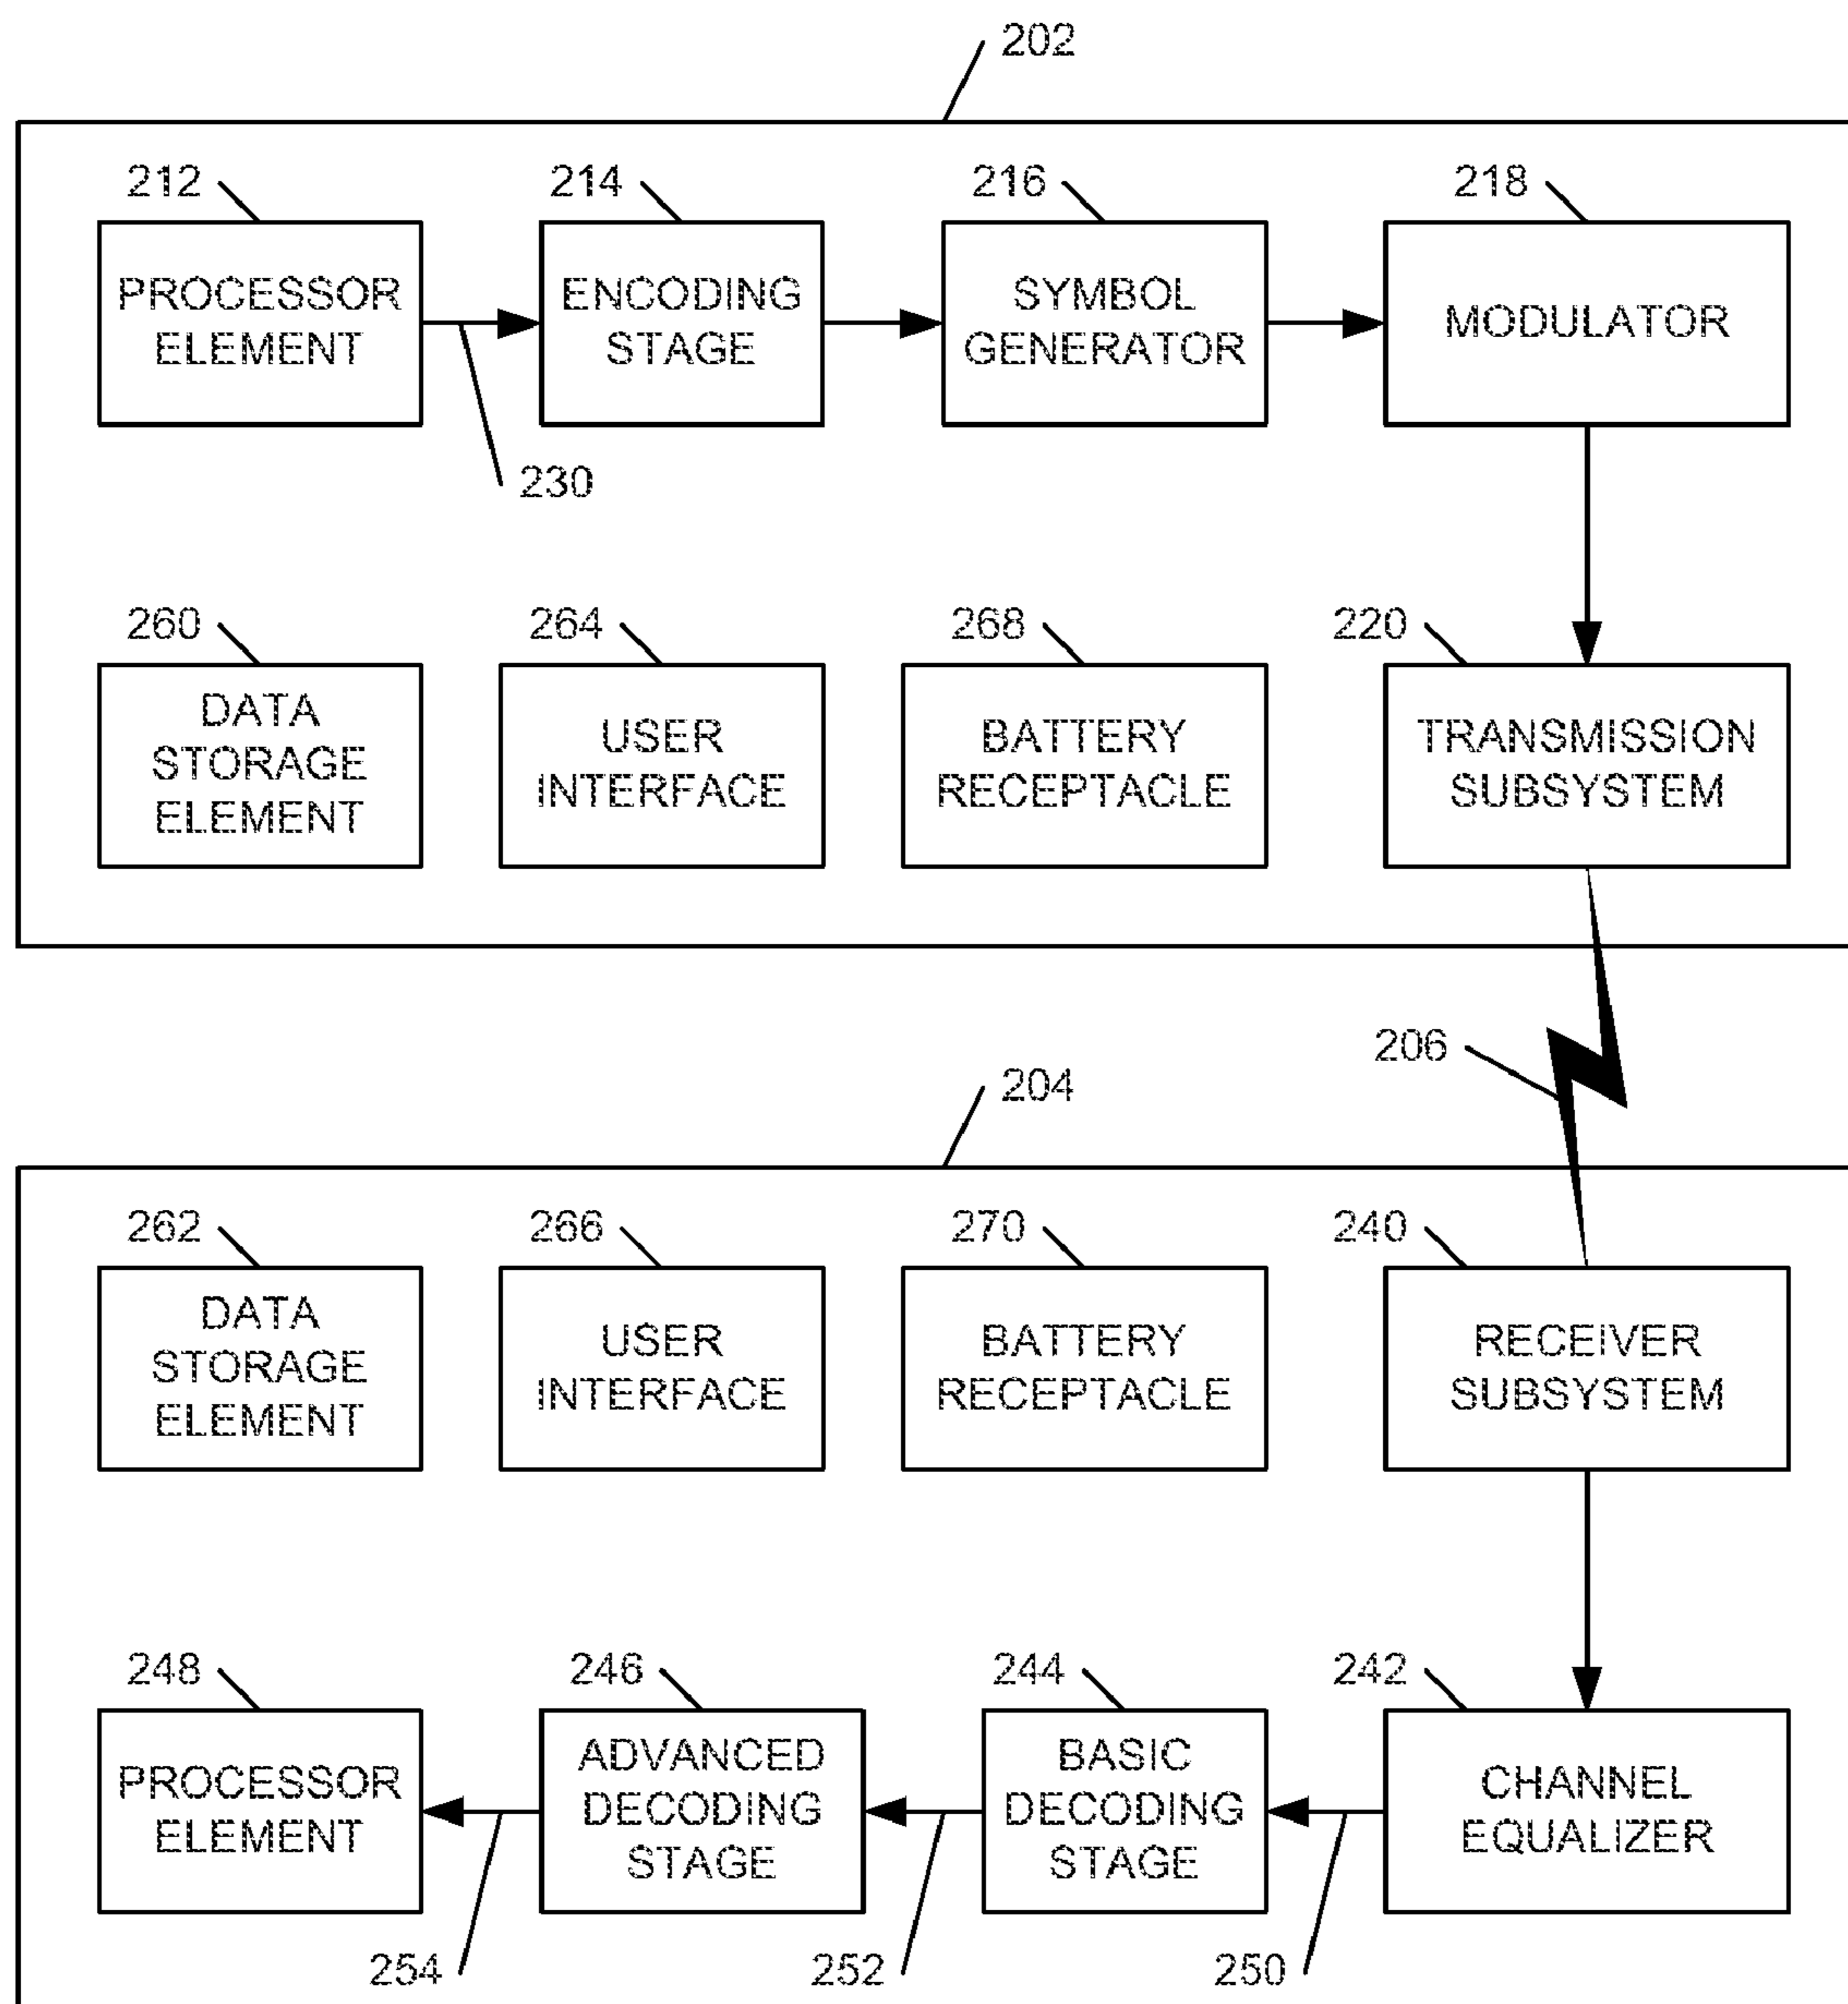 202
212
214
216
218
PROCESSOR
ELEMENT
ENCODING
STAGE
SYMBOL
GENERATOR
MODULATOR
230
260
264
268
220
DATA
STORAGE
ELEMENT
USER
INTERFACE
BATTERY
RECEPTACLE
TRANSMISSION
SUBSYSTEM
206
204
262
266
270
240
DATA
STORAGE
ELEMENT
USER
INTERFACE
BATTERY
RECEPTACLE
RECEIVER
SUBSYSTEM
248
246
244
242
PROCESSOR
ELEMENT
ADVANCED
DECODING
STAGE
BASIC
DECODING
STAGE
CHANNEL
EQUALIZER
254
252
250